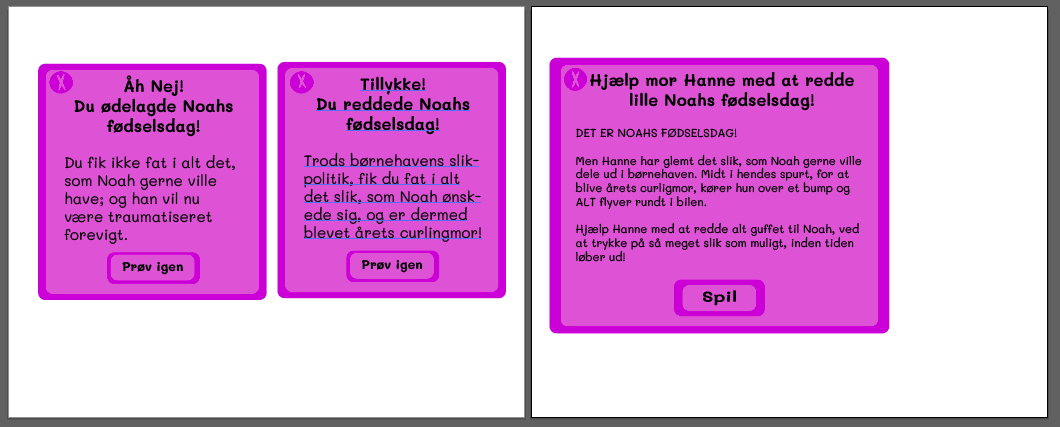 X
Åh Nej!
Du ødelagde Noahs
fødselsdag!
Du fik ikke fat i alt det,
som Noah gerne ville
have; og han vil nu
være traumatiseret
forevigt.
Prøv igen
X
Tillykke!
Du reddede Noahs
fødselsdag!
Trods børnehavens slik-
politik, fik du fat i alt
det slik, som Noah ønsk-
ede sig, og er dermed
blevet årets curlingmor!
Prøv igen
X
Hjælp mor Hanne med at redde
lille Noahs fødselsdag!
DET ER NOAHS FØDSELSDAG!
Men Hanne har glemt det slik, som Noah gerne ville
dele ud i børnehaven. Midt i hendes spurt, for at
blive årets curligmor, kører hun over et bump og
ALT flyver rundt i bilen.
Hjælp Hanne med at redde alt guffet til Noah, ved
at trykke på så meget slik som muligt, inden tiden
løber ud!
Spil